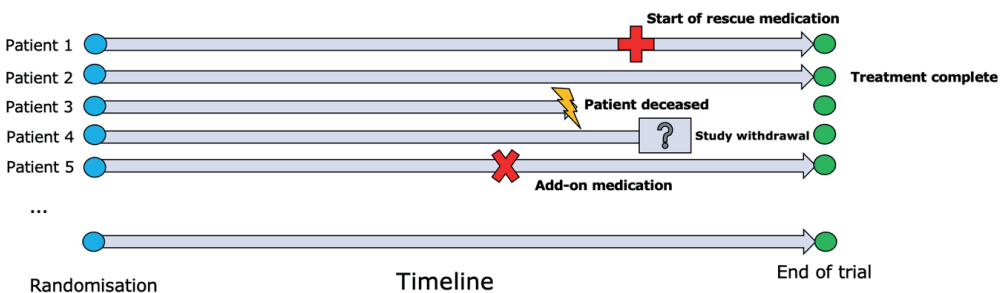 Start of rescue medication
Patient 1
Patient 2
Treatment complete
Patient 3
Patient deceased
Patient 4
?
Study withdrawal
Patient 5
Add-on medication
...
Randomisation
Timeline
End of trial